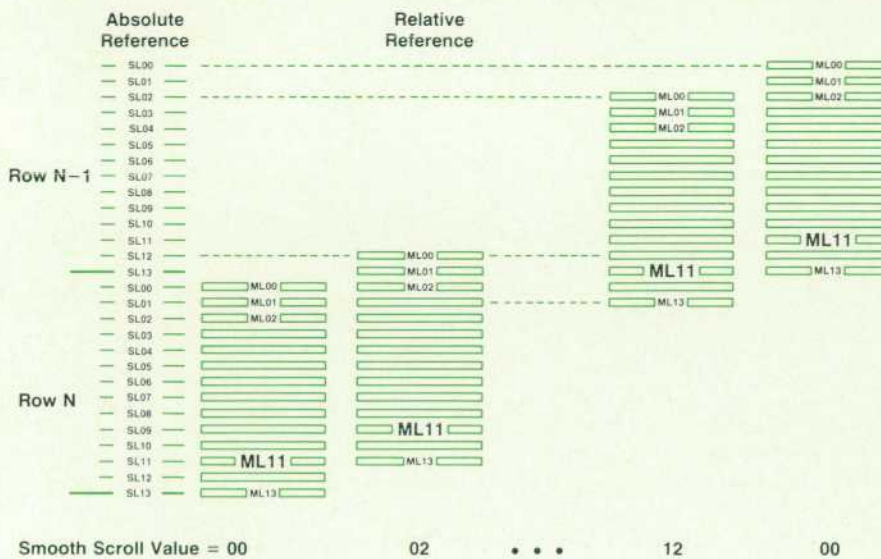 Absolute Reference
Relative Reference
SL00 ML00
SL01 ML01
SL02 ML00 ML02
SL03 ML01
SL04 ML02
SL05
SL06
Row N−1 SL07
SL08
SL09
SL10
SL11 ML11
SL12 ML00
SL13 ML01 ML11 ML13
SL00 ML00 ML02
SL01 ML01 ML13
SL02 ML02
SL03
SL04
SL05
SL06
Row N SL07
SL08
SL09 ML11
SL10
SL11 ML11 ML13
SL12
SL13 ML13
Smooth Scroll Value = 00 02 • • • 12 00